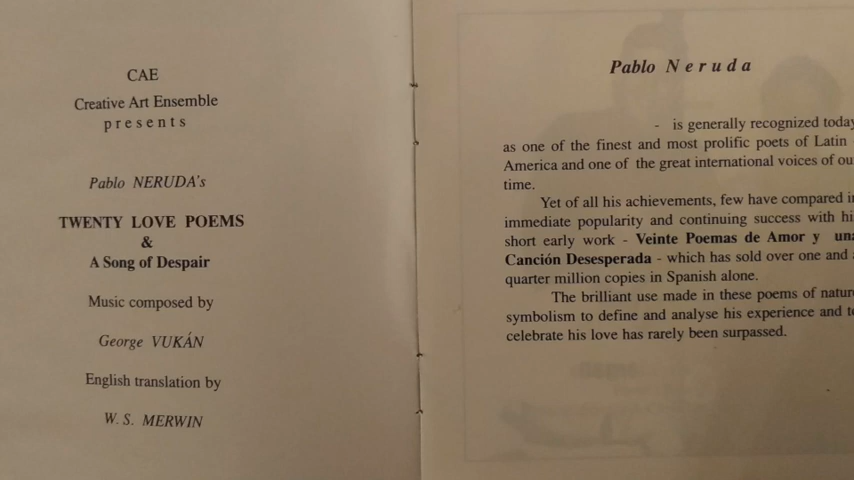 CAE
Creative Art Ensemble
presents
Pablo NERUDA's
TWENTY LOVE POEMS
&
A Song of Despair
Music composed by
George VUKÁN
English translation by
W. S. MERWIN
Pablo Neruda
- is generally recognized today
as one of the finest and most prolific poets of Latin
America and one of the great international voices of ou
time.
Yet of all his achievements, few have compared in
immediate popularity and continuing success with hi
short early work - Veinte Poemas de Amor y una
Canción Desesperada - which has sold over one and a
quarter million copies in Spanish alone.
The brilliant use made in these poems of nature
symbolism to define and analyse his experience and to
celebrate his love has rarely been surpassed.